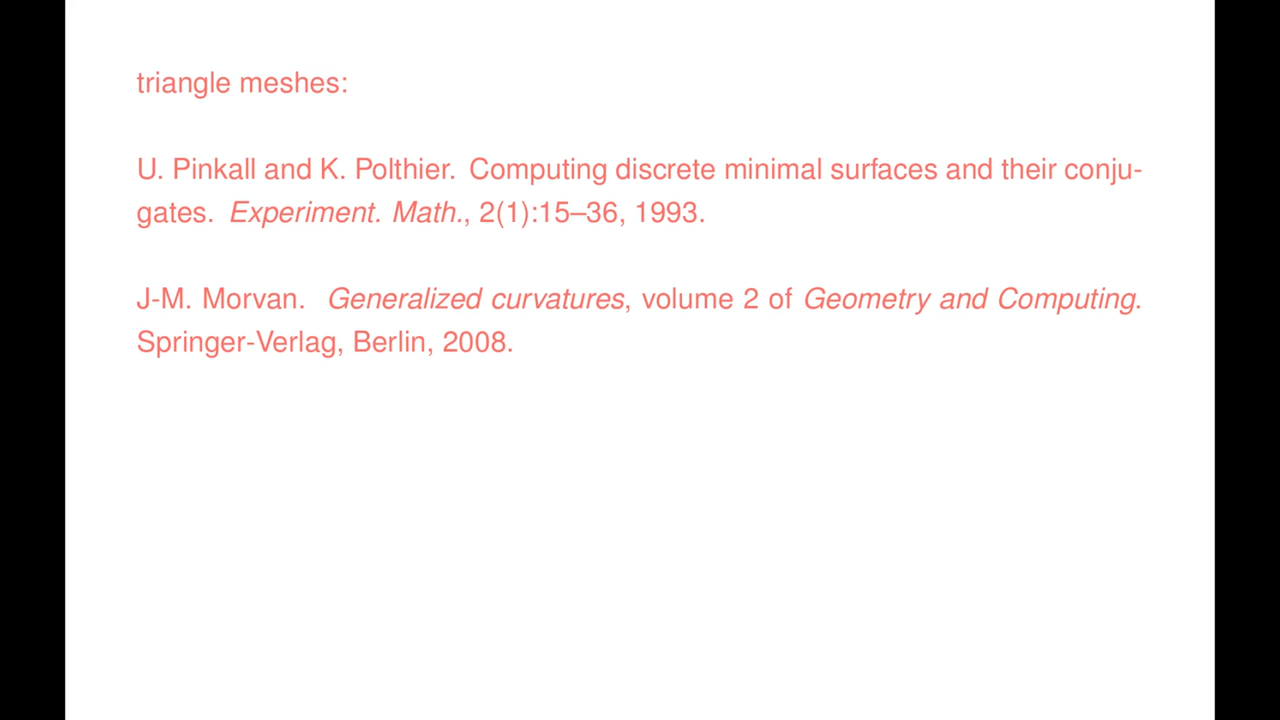 triangle meshes:
U. Pinkall and K. Polthier. Computing discrete minimal surfaces and their conju-
gates. Experiment. Math., 2(1):15–36, 1993.
J-M. Morvan. Generalized curvatures, volume 2 of Geometry and Computing.
Springer-Verlag, Berlin, 2008.